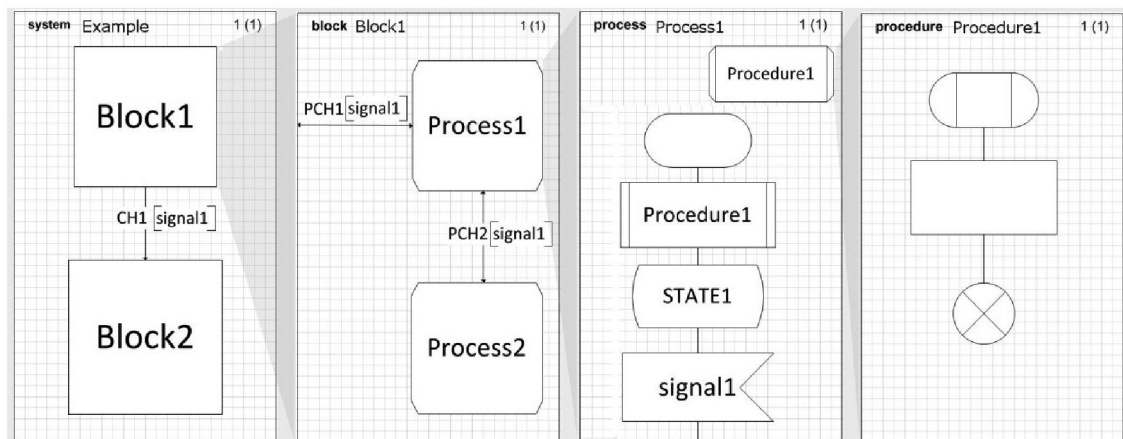 system Example 1 (1)
Block1
CH1 [signal1]
Block2
block Block1 1 (1)
PCH1 [signal1]
Process1
PCH2 [signal1]
Process2
process Process1 1 (1)
Procedure1
Procedure1
STATE1
signal1
procedure Procedure1 1 (1)